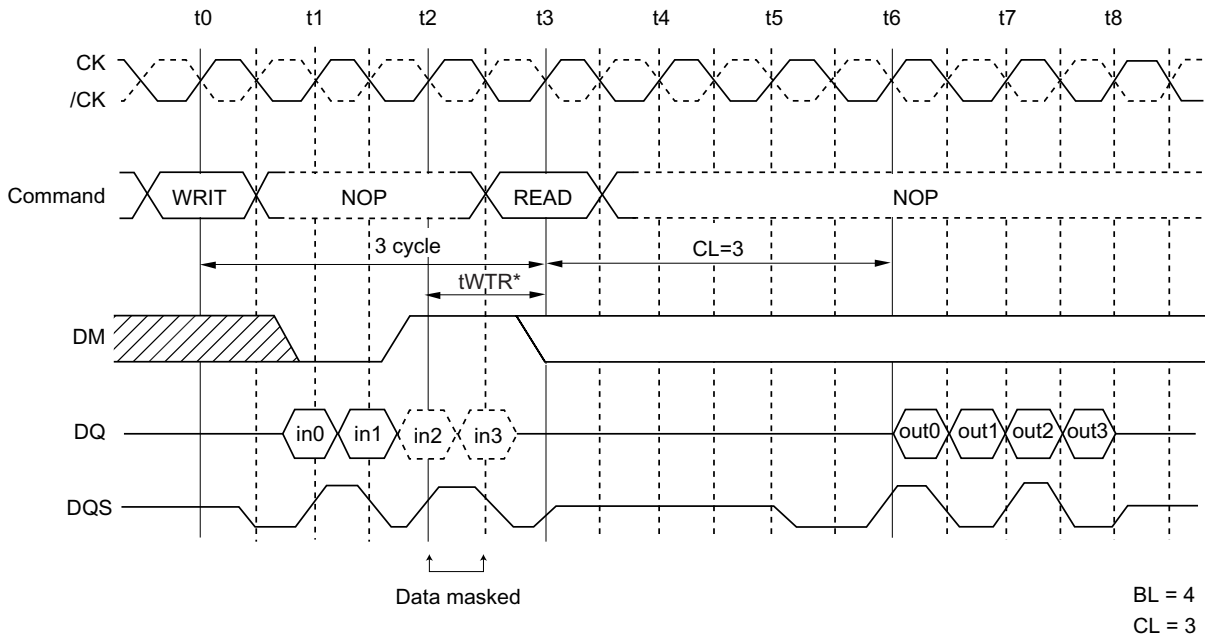 t0 t1 t2 t3 t4 t5 t6 t7 t8
CK
/CK
Command WRIT NOP READ NOP
3 cycle CL=3
tWTR*
DM
DQ in0 in1 in2 in3 out0 out1 out2 out3
DQS
Data masked
BL = 4
CL = 3